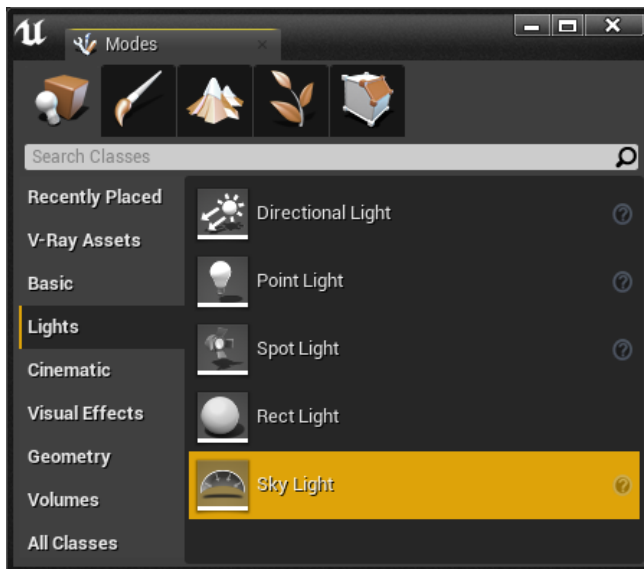 Modes
Search Classes
Recently Placed
V-Ray Assets
Basic
Lights
Cinematic
Visual Effects
Geometry
Volumes
All Classes
Directional Light
Point Light
Spot Light
Rect Light
Sky Light